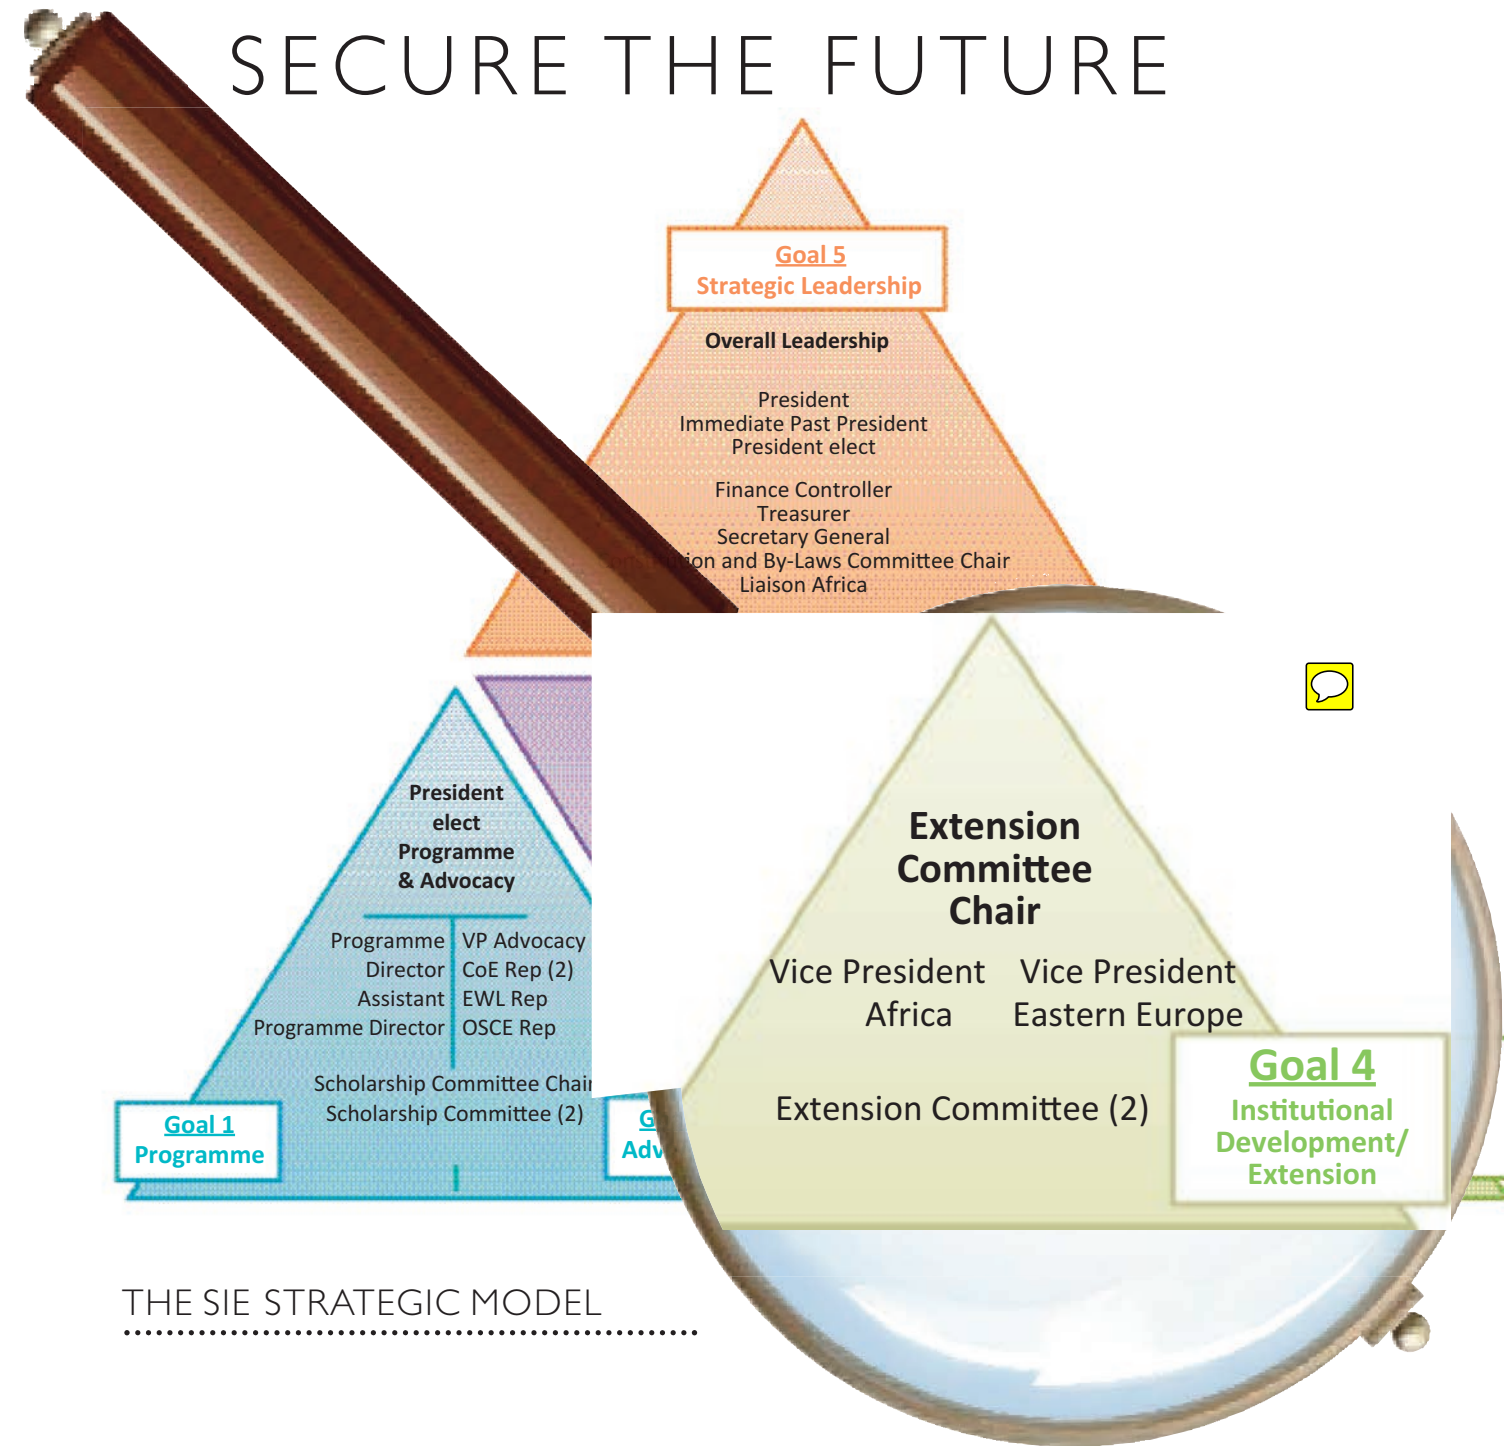 SECURE THE FUTURE
Goal 5
Strategic Leadership
Overall Leadership
President
Immediate Past President
President elect
Finance Controller
Treasurer
Secretary General
and By-Laws Committee Chair
Liaison Africa
President
elect
Programme
& Advocacy
Programme
Director
Assistant
Programme Director
VP Advocacy
CoE Rep (2)
EWL Rep
OSCE Rep
Scholarship Committee Chair
Scholarship Committee (2)
Goal 1
Programme
Extension
Committee
Chair
Vice President
Africa
Vice President
Eastern Europe
Extension Committee (2)
Goal 4
Institutional
Development/
Extension
THE SIE STRATEGIC MODEL